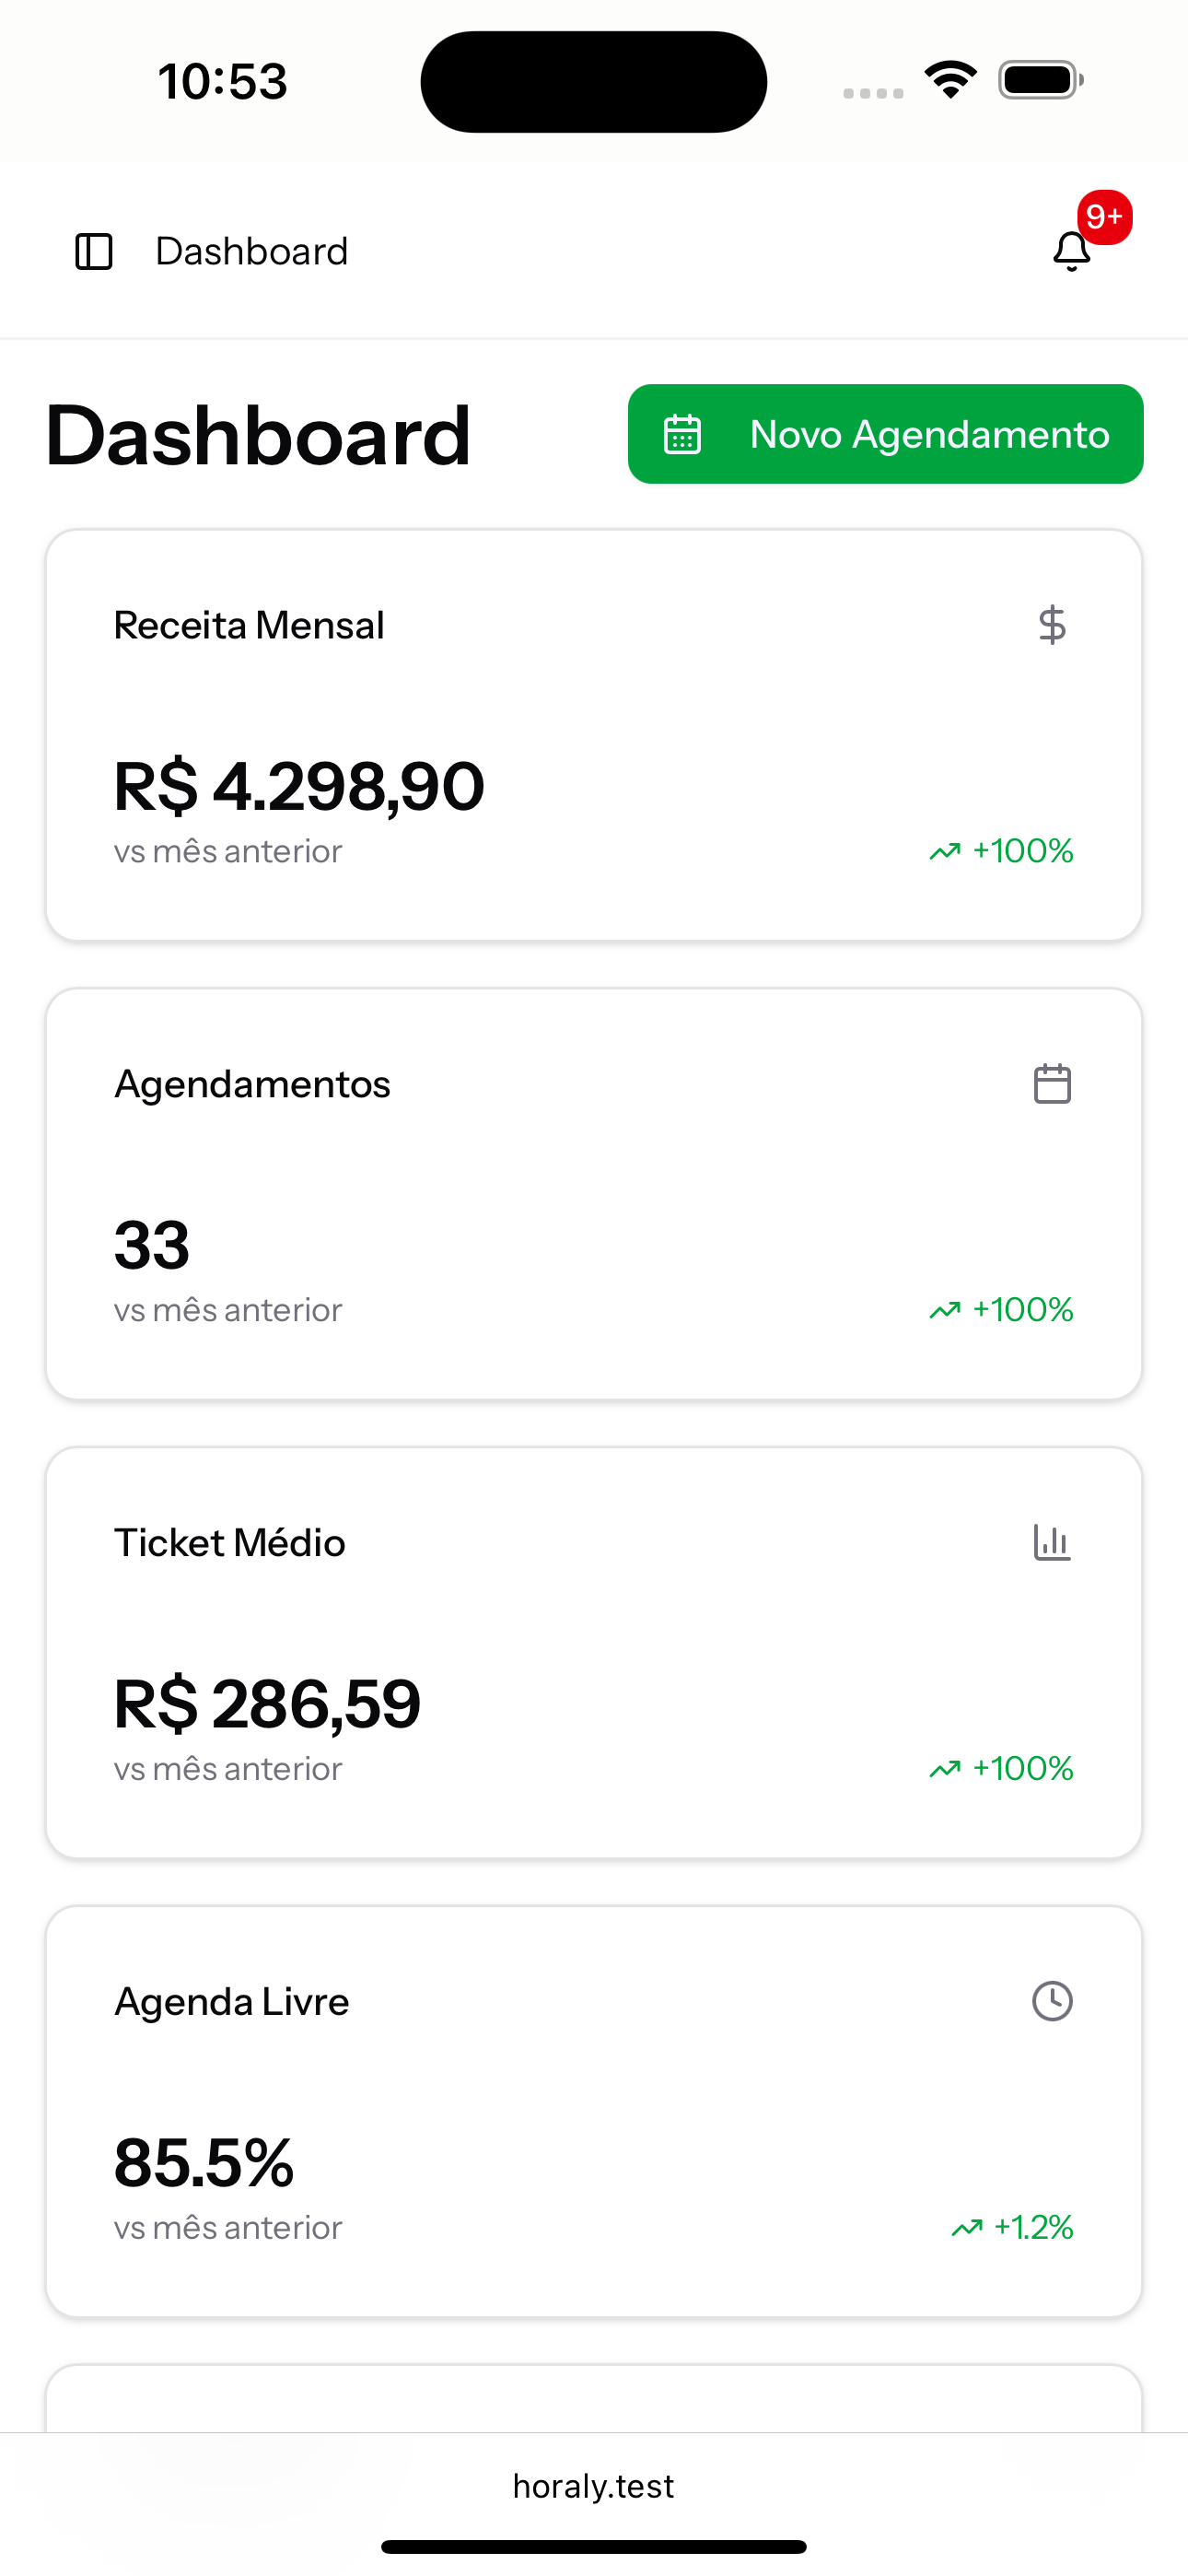 10:53
Dashboard
9+
Dashboard
Novo Agendamento
Receita Mensal
R$ 4.298,90
vs mês anterior
+100%
Agendamentos
33
vs mês anterior
+100%
Ticket Médio
R$ 286,59
vs mês anterior
+100%
Agenda Livre
85.5%
vs mês anterior
+1.2%
horaly.test